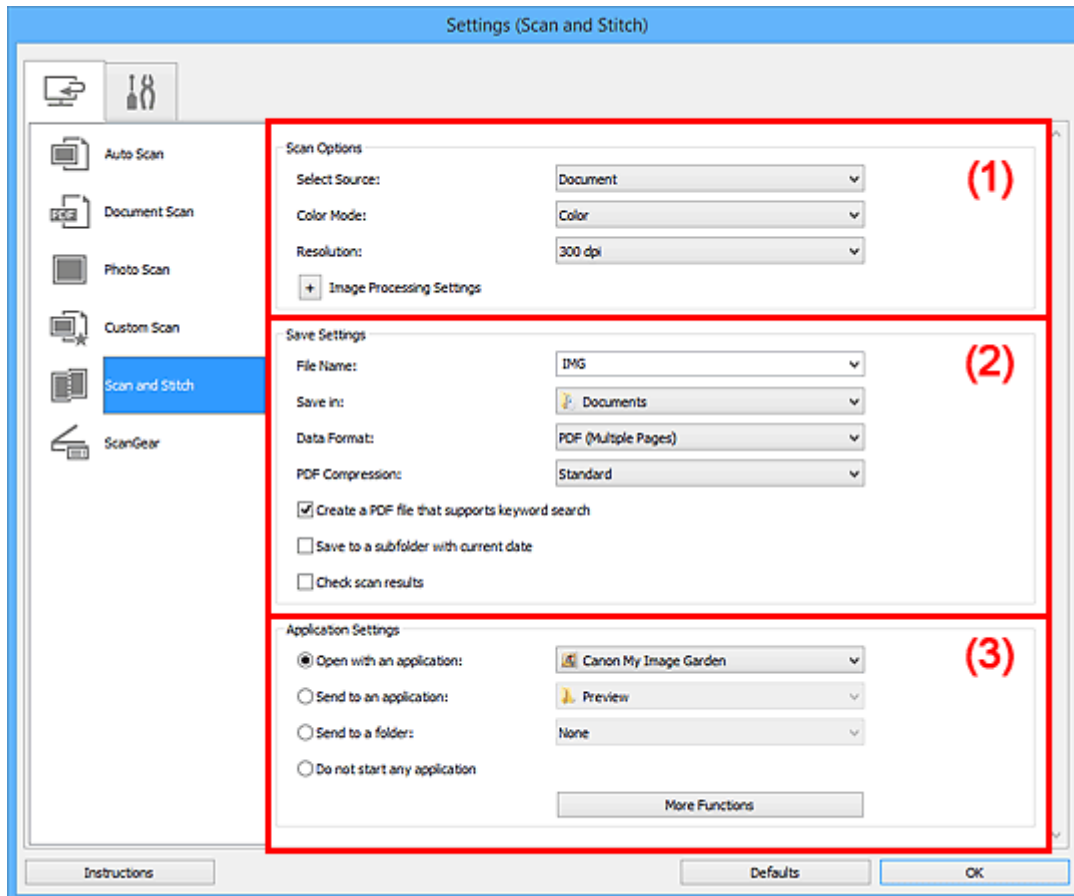 Settings (Scan and Stitch)
Auto Scan
PDF
Document Scan
Photo Scan
Custom Scan
Scan and Stitch
ScanGear
Scan Options
(1)
Select Source: Document
Color Mode: Color
Resolution: 300 dpi
+ Image Processing Settings
Save Settings
(2)
File Name: IMG
Save in: Documents
Data Format: PDF (Multiple Pages)
PDF Compression: Standard
Create a PDF file that supports keyword search
Save to a subfolder with current date
Check scan results
Application Settings
(3)
Open with an application: Canon My Image Garden
Send to an application: Preview
Send to a folder: None
Do not start any application
More Functions
Instructions Defaults OK